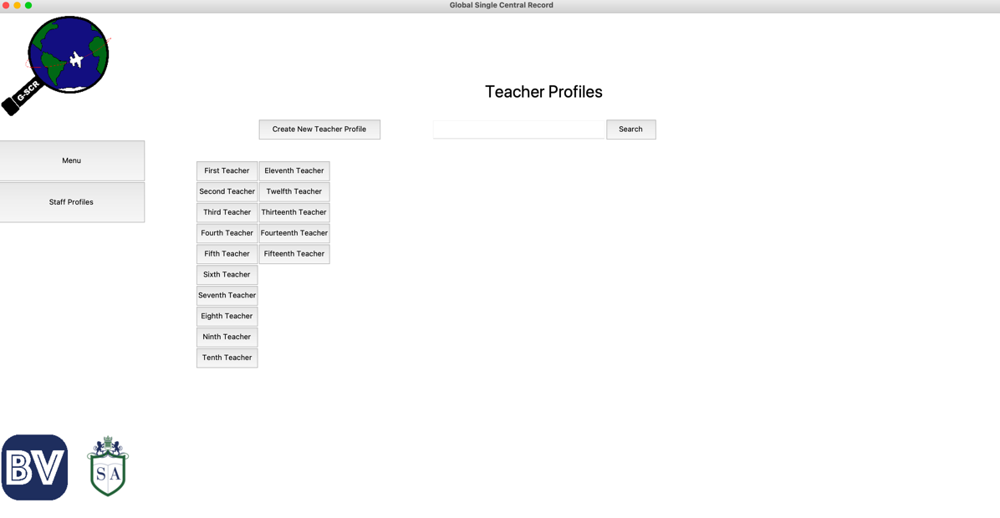 Global Single Central Record
G-SCR
Teacher Profiles
Create New Teacher Profile
Search
Menu
Staff Profiles
First Teacher Eleventh Teacher
Second Teacher Twelfth Teacher
Third Teacher Thirteenth Teacher
Fourth Teacher Fourteenth Teacher
Fifth Teacher Fifteenth Teacher
Sixth Teacher
Seventh Teacher
Eighth Teacher
Ninth Teacher
Tenth Teacher
BV
S A